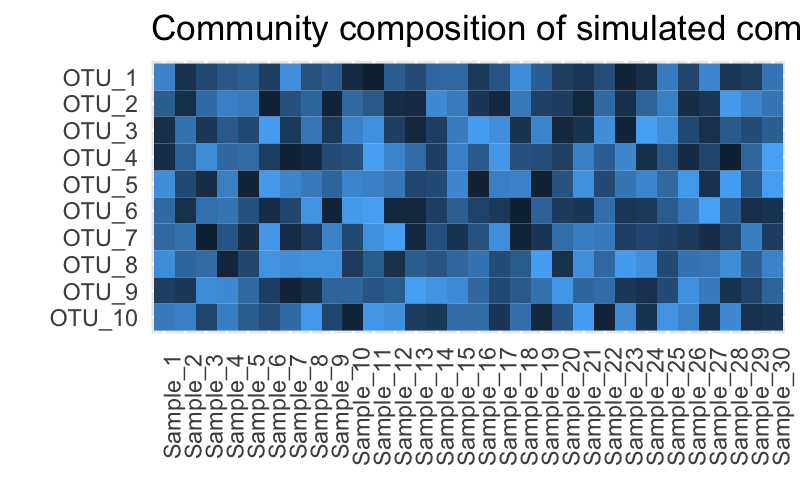 Community composition of simulated com
OTU_1
OTU_2
OTU_3
OTU_4
OTU_5
OTU_6
OTU_7
OTU_8
OTU_9
OTU_10
Sample_1
Sample_2
Sample_3
Sample_4
Sample_5
Sample_6
Sample_7
Sample_8
Sample_9
Sample_10
Sample_11
Sample_12
Sample_13
Sample_14
Sample_15
Sample_16
Sample_17
Sample_18
Sample_19
Sample_20
Sample_21
Sample_22
Sample_23
Sample_24
Sample_25
Sample_26
Sample_27
Sample_28
Sample_29
Sample_30